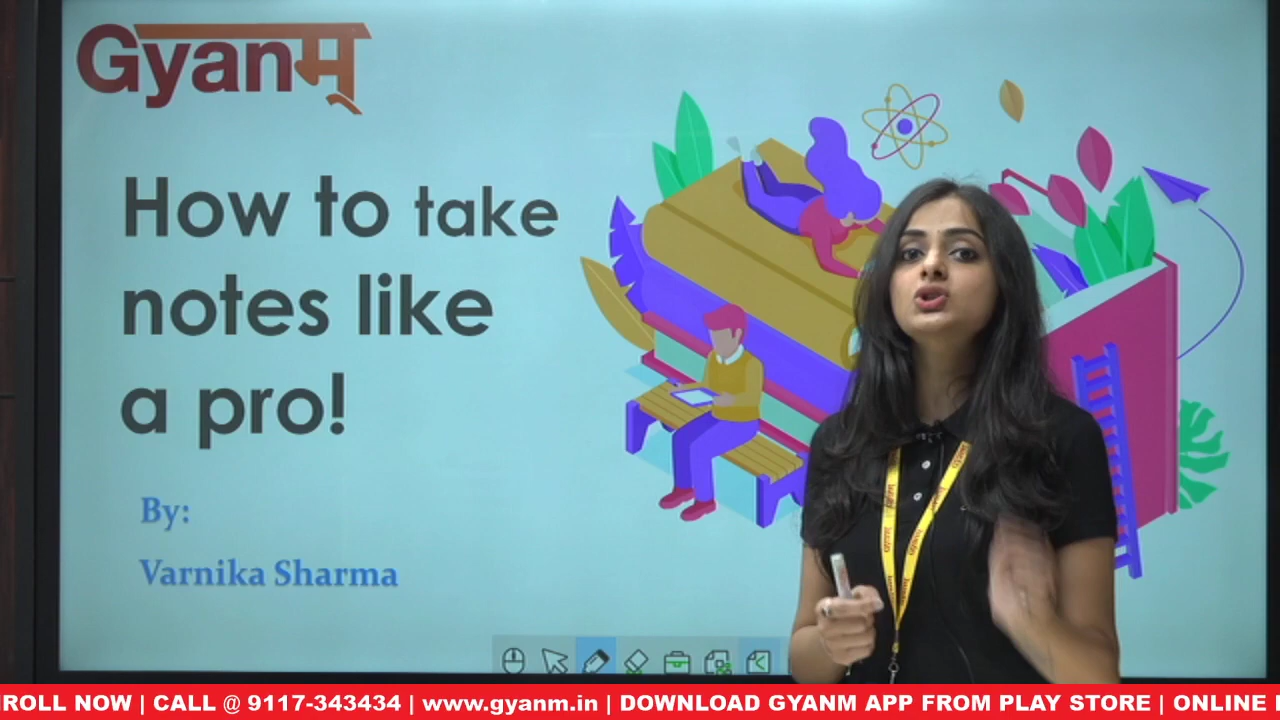 Gyanम्
How to take
notes like
a pro!
By:
Varnika Sharma
NROLL NOW | CALL @ 9117-343434 | www.gyanm.in | DOWNLOAD GYANM APP FROM PLAY STORE | ONLINE